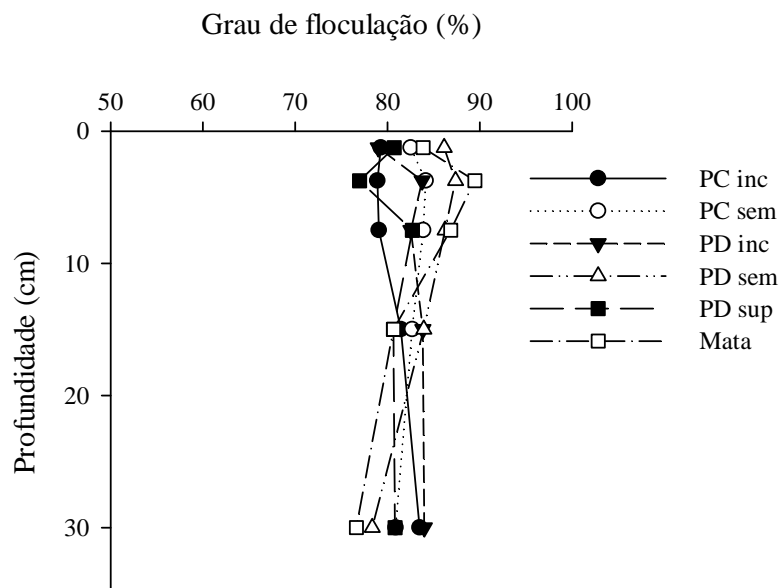 Grau de floculação (%)
50 60 70 80 90 100
0
10
20
30
Profundidade (cm)
PC inc
PC sem
PD inc
PD sem
PD sup
Mata